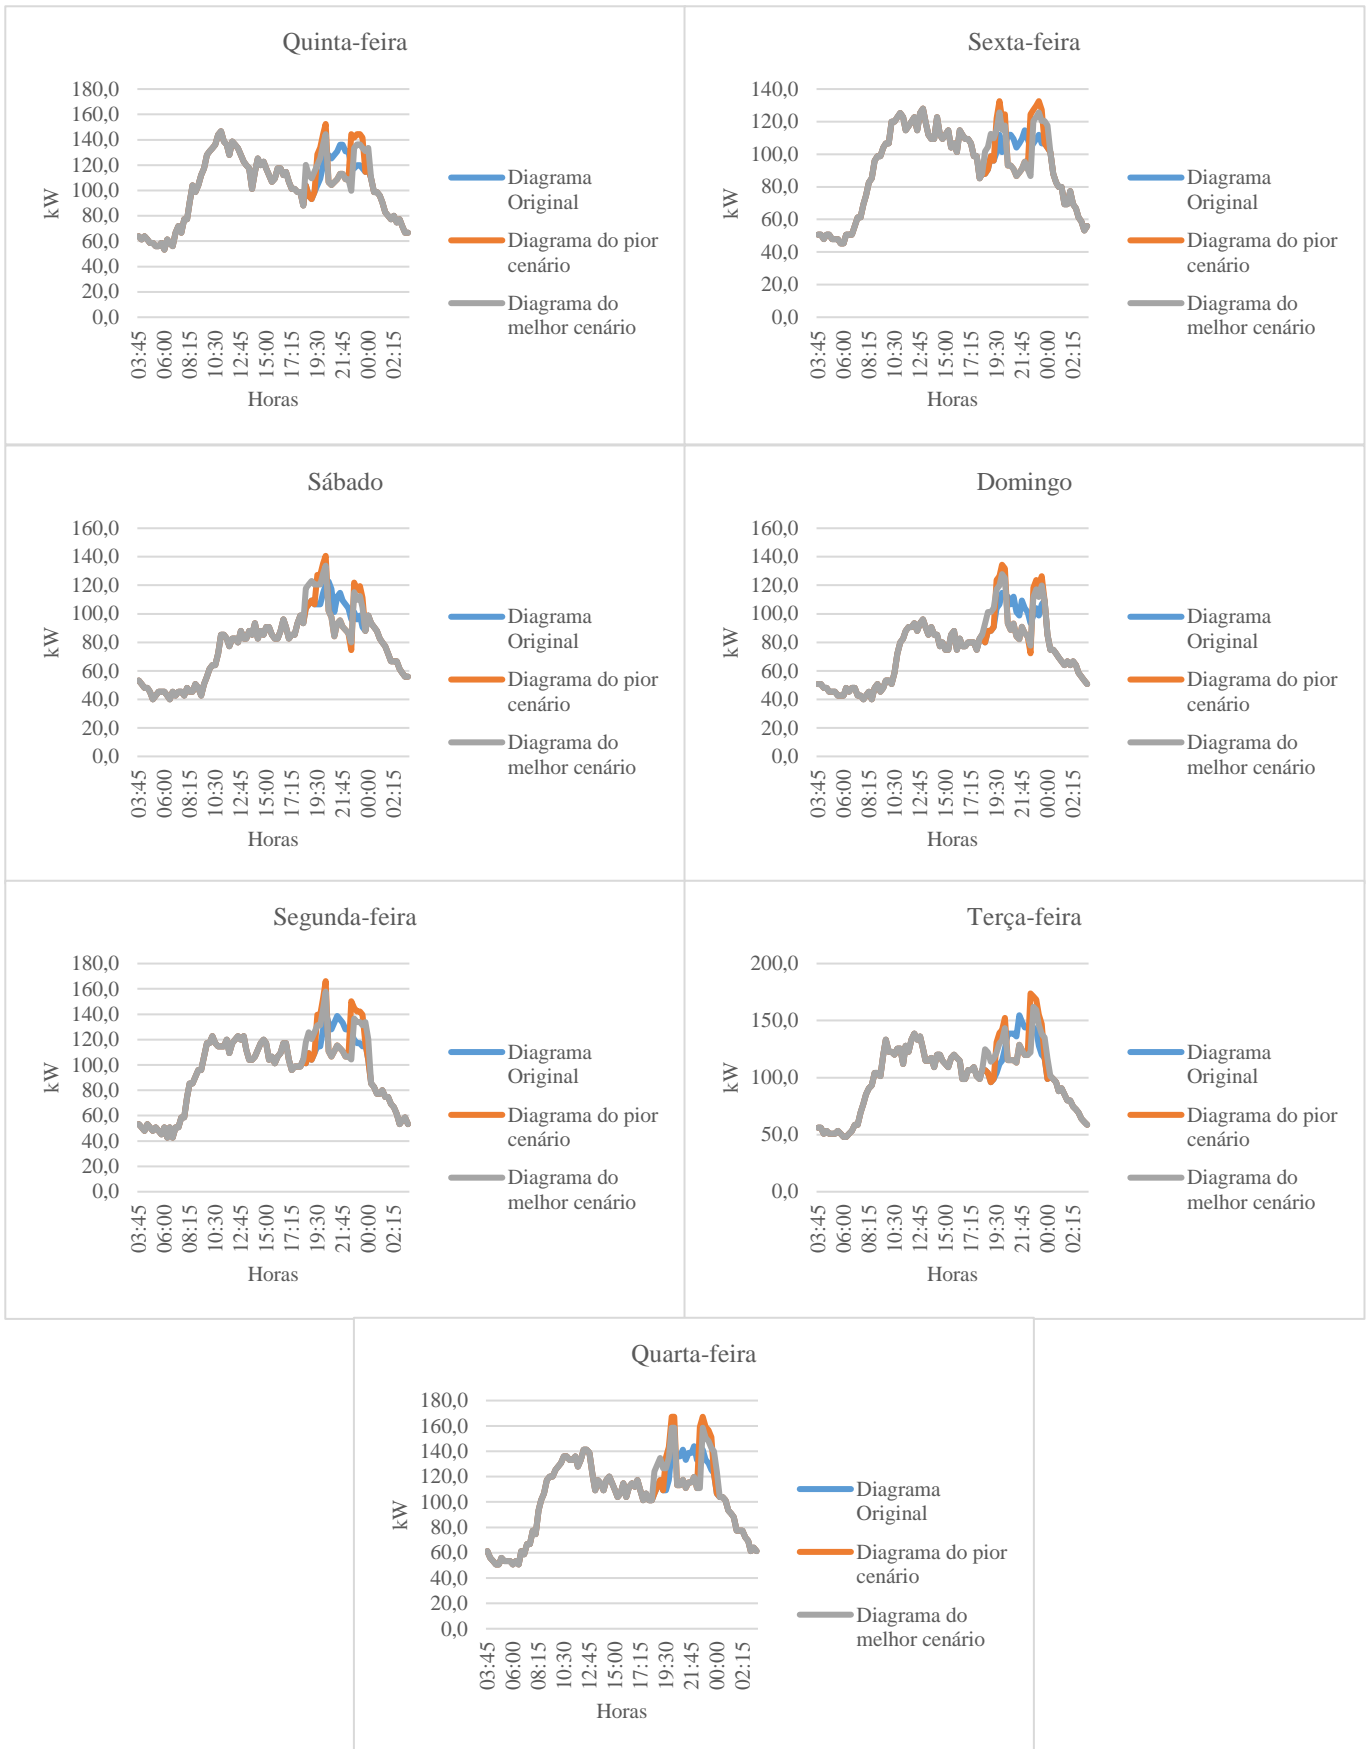 Quinta-feira
180,0
160,0
140,0
120,0
100,0
80,0
60,0
40,0
20,0
0,0
kW
03:45
06:00
08:15
10:30
12:45
15:00
17:15
19:30
21:45
00:00
02:15
Horas
Diagrama
Original
Diagrama do pior
cenário
Diagrama do
melhor cenário
Sexta-feira
140,0
120,0
100,0
80,0
60,0
40,0
20,0
0,0
kW
03:45
06:00
08:15
10:30
12:45
15:00
17:15
19:30
21:45
00:00
02:15
Horas
Diagrama
Original
Diagrama do pior
cenário
Diagrama do
melhor cenário
Sábado
160,0
140,0
120,0
100,0
80,0
60,0
40,0
20,0
0,0
kW
03:45
06:00
08:15
10:30
12:45
15:00
17:15
19:30
21:45
00:00
02:15
Horas
Diagrama
Original
Diagrama do pior
cenário
Diagrama do
melhor cenário
Domingo
160,0
140,0
120,0
100,0
80,0
60,0
40,0
20,0
0,0
kW
03:45
06:00
08:15
10:30
12:45
15:00
17:15
19:30
21:45
00:00
02:15
Horas
Diagrama
Original
Diagrama do pior
cenário
Diagrama do
melhor cenário
Segunda-feira
180,0
160,0
140,0
120,0
100,0
80,0
60,0
40,0
20,0
0,0
kW
03:45
06:00
08:15
10:30
12:45
15:00
17:15
19:30
21:45
00:00
02:15
Horas
Diagrama
Original
Diagrama do pior
cenário
Diagrama do
melhor cenário
Terça-feira
200,0
150,0
100,0
50,0
0,0
kW
03:45
06:00
08:15
10:30
12:45
15:00
17:15
19:30
21:45
00:00
02:15
Horas
Diagrama
Original
Diagrama do pior
cenário
Diagrama do
melhor cenário
Quarta-feira
180,0
160,0
140,0
120,0
100,0
80,0
60,0
40,0
20,0
0,0
kW
03:45
06:00
08:15
10:30
12:45
15:00
17:15
19:30
21:45
00:00
02:15
Horas
Diagrama
Original
Diagrama do pior
cenário
Diagrama do
melhor cenário